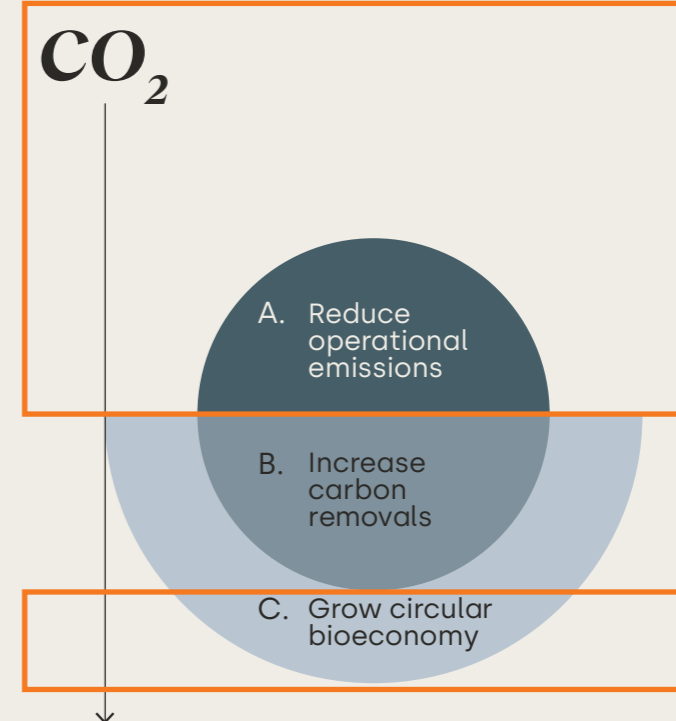 CO₂
A. Reduce
operational
emissions
B. Increase
carbon
removals
C. Grow circular
bioeconomy